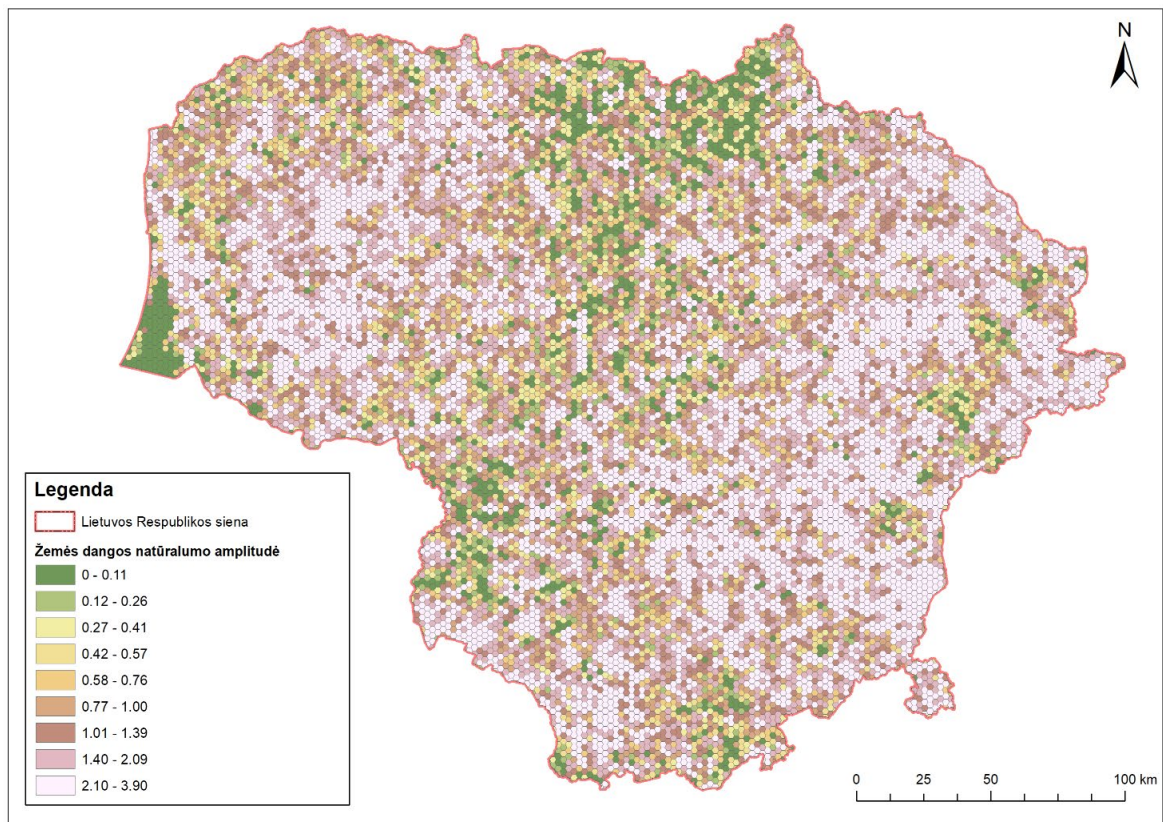 N
Legenda
Lietuvos Respublikos siena
Žemės dangos natūralumo amplitudė
0 - 0.11
0.12 - 0.26
0.27 - 0.41
0.42 - 0.57
0.58 - 0.76
0.77 - 1.00
1.01 - 1.39
1.40 - 2.09
2.10 - 3.90
0 25 50 100 km